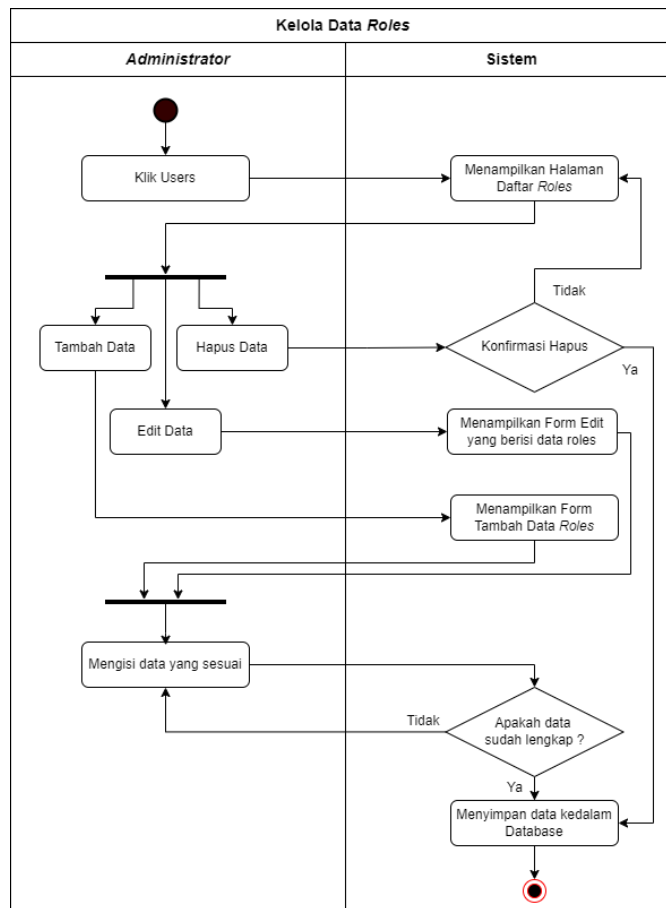 Kelola Data Roles
Administrator
Sistem
Klik Users
Menampilkan Halaman
Daftar Roles
Tidak
Tambah Data
Hapus Data
Konfirmasi Hapus
Ya
Edit Data
Menampilkan Form Edit
yang berisi data roles
Menampilkan Form
Tambah Data Roles
Mengisi data yang sesuai
Tidak
Apakah data
sudah lengkap ?
Ya
Menyimpan data kedalam
Database